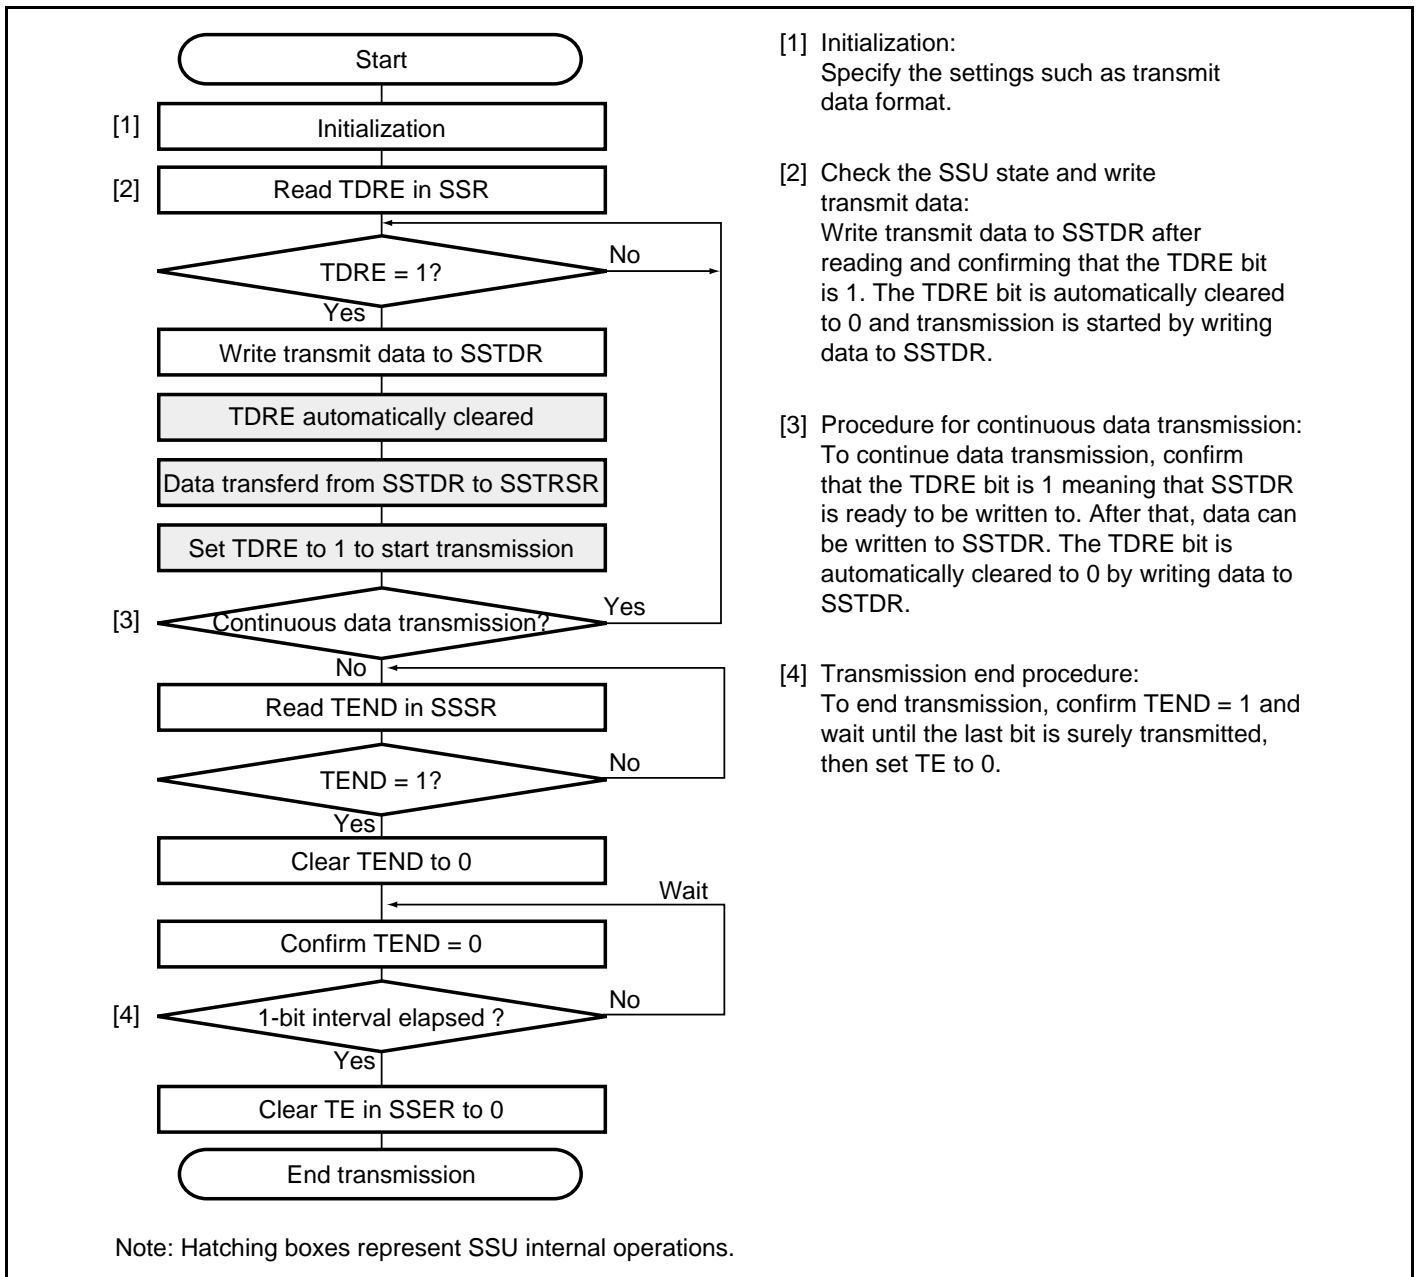 Start
[1] Initialization
[2] Read TDRE in SSR
TDRE = 1?
No
Yes
Write transmit data to SSTDR
TDRE automatically cleared
Data transferd from SSTDR to SSTRSR
Set TDRE to 1 to start transmission
[3] Continuous data transmission?
Yes
No
Read TEND in SSSR
TEND = 1?
No
Yes
Clear TEND to 0
Wait
Confirm TEND = 0
[4] 1-bit interval elapsed ?
No
Yes
Clear TE in SSER to 0
End transmission
[1] Initialization:
Specify the settings such as transmit
data format.
[2] Check the SSU state and write
transmit data:
Write transmit data to SSTDR after
reading and confirming that the TDRE bit
is 1. The TDRE bit is automatically cleared
to 0 and transmission is started by writing
data to SSTDR.
[3] Procedure for continuous data transmission:
To continue data transmission, confirm
that the TDRE bit is 1 meaning that SSTDR
is ready to be written to. After that, data can
be written to SSTDR. The TDRE bit is
automatically cleared to 0 by writing data to
SSTDR.
[4] Transmission end procedure:
To end transmission, confirm TEND = 1 and
wait until the last bit is surely transmitted,
then set TE to 0.
Note: Hatching boxes represent SSU internal operations.